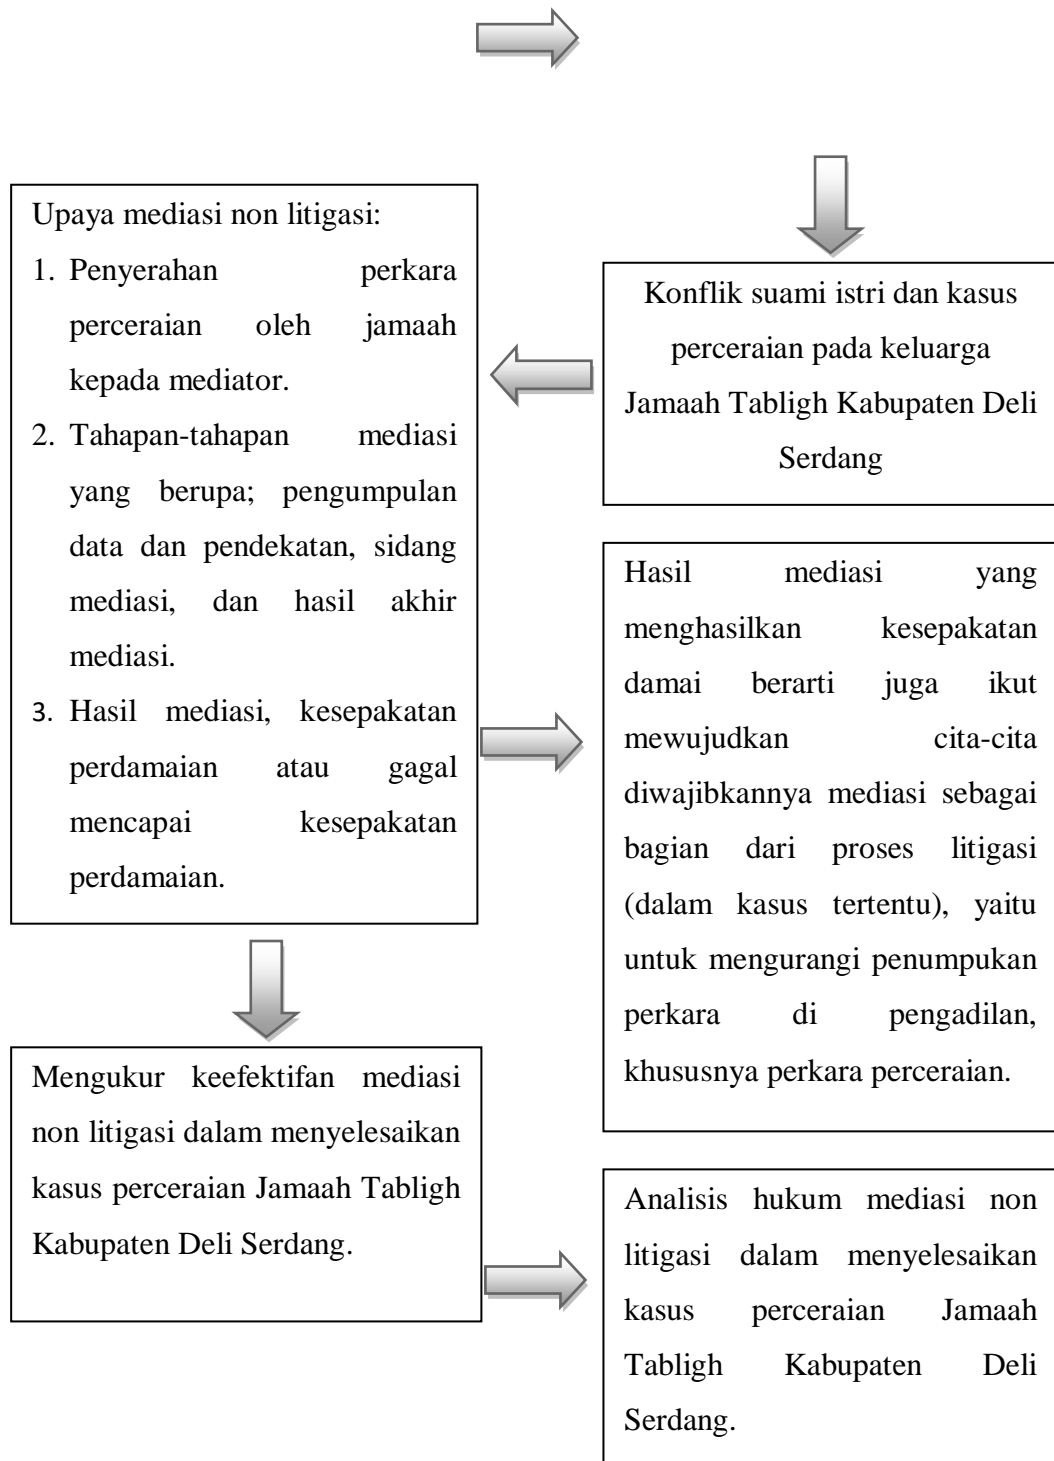 Upaya mediasi non litigasi:
1. Penyerahan perkara
perceraian oleh jamaah
kepada mediator.
2. Tahapan-tahapan mediasi
yang berupa; pengumpulan
data dan pendekatan, sidang
mediasi, dan hasil akhir
mediasi.
3. Hasil mediasi, kesepakatan
perdamaian atau gagal
mencapai kesepakatan
perdamaian.
Konflik suami istri dan kasus
perceraian pada keluarga
Jamaah Tabligh Kabupaten Deli
Serdang
Hasil mediasi yang
menghasilkan kesepakatan
damai berarti juga ikut
mewujudkan cita-cita
diwajibkannya mediasi sebagai
bagian dari proses litigasi
(dalam kasus tertentu), yaitu
untuk mengurangi penumpukan
perkara di pengadilan,
khususnya perkara perceraian.
Mengukur keefektifan mediasi
non litigasi dalam menyelesaikan
kasus perceraian Jamaah Tabligh
Kabupaten Deli Serdang.
Analisis hukum mediasi non
litigasi dalam menyelesaikan
kasus perceraian Jamaah
Tabligh Kabupaten Deli
Serdang.